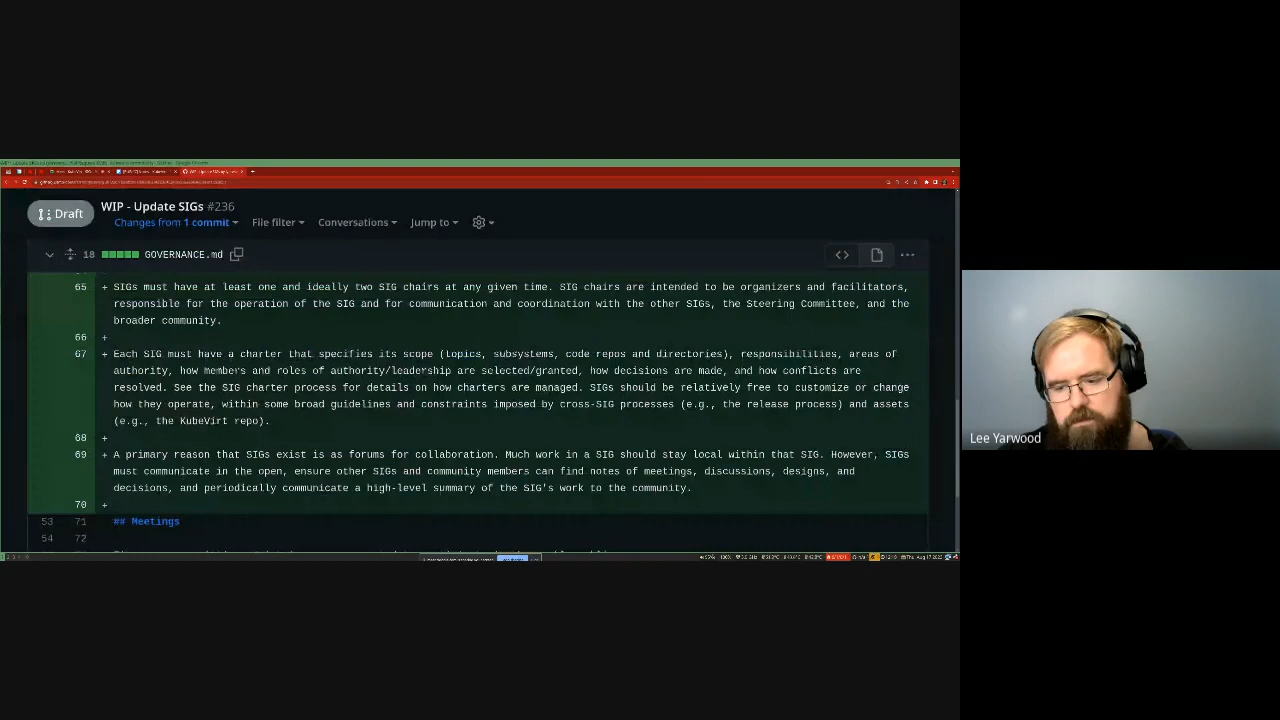 WIP - Update SIGs #236
Draft
Changes from 1 commit File filter Conversations Jump to
18 GOVERNANCE.md
65 + SIGs must have at least one and ideally two SIG chairs at any given time. SIG chairs are intended to be organizers and facilitators,
responsible for the operation of the SIG and for communication and coordination with the other SIGs, the Steering Committee, and the
broader community.
66 +
67 + Each SIG must have a charter that specifies its scope (topics, subsystems, code repos and directories), responsibilities, areas of
authority, how members and roles of authority/leadership are selected/granted, how decisions are made, and how conflicts are
resolved. See the SIG charter process for details on how charters are managed. SIGs should be relatively free to customize or change
how they operate, within some broad guidelines and constraints imposed by cross-SIG processes (e.g., the release process) and assets
(e.g., the KubeVirt repo).
68 +
69 + A primary reason that SIGs exist is as forums for collaboration. Much work in a SIG should stay local within that SIG. However, SIGs
must communicate in the open, ensure other SIGs and community members can find notes of meetings, discussions, designs, and
decisions, and periodically communicate a high-level summary of the SIG's work to the community.
70 +
53 71 ## Meetings
54 72
Lee Yarwood